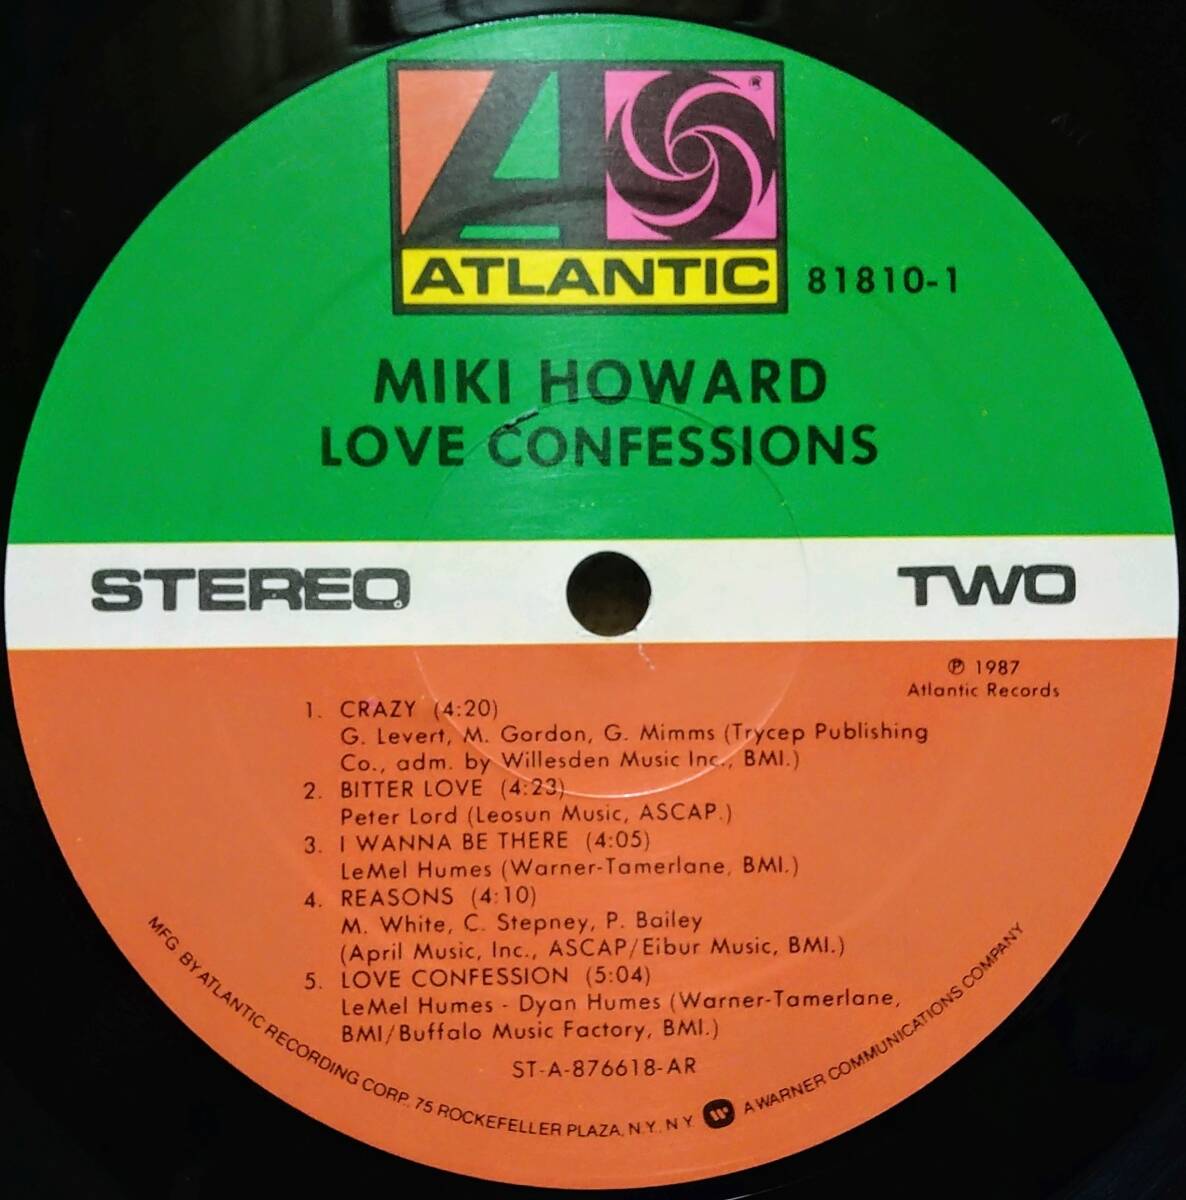 ®
ATLANTIC
81810-1
MIKI HOWARD
LOVE CONFESSIONS
STEREO
TWO
℗ 1987
Atlantic Records
1. CRAZY (4:20)
G. Levert, M. Gordon, G. Mimms (Trycep Publishing
Co., adm. by Willesden Music Inc., BMI.)
2. BITTER LOVE (4:23)
Peter Lord (Leosun Music, ASCAP.)
3. I WANNA BE THERE (4:05)
LeMel Humes (Warner-Tamerlane, BMI.)
4. REASONS (4:10)
M. White, C. Stepney, P. Bailey
(April Music, Inc., ASCAP/Eibur Music, BMI.)
5. LOVE CONFESSION (5:04)
LeMel Humes - Dyan Humes (Warner-Tamerlane,
BMI/Buffalo Music Factory, BMI.)
ST-A-876618-AR
MFG. BY ATLANTIC RECORDING CORP., 75 ROCKEFELLER PLAZA, N.Y., N.Y. A WARNER COMMUNICATIONS COMPANY